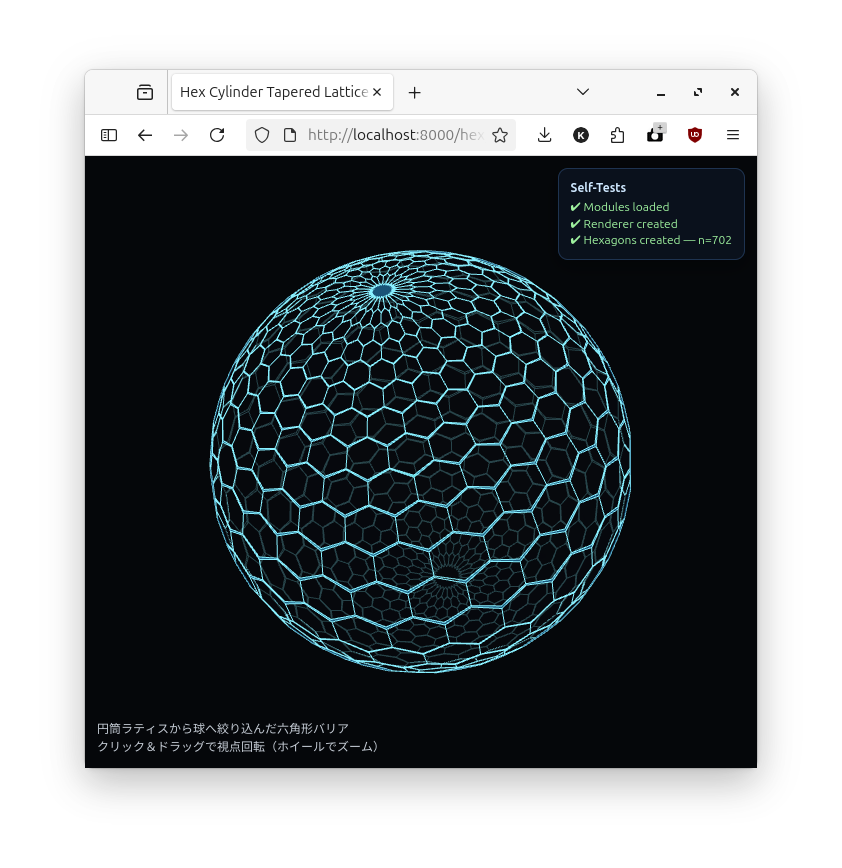 Hex Cylinder Tapered Lattice
http://localhost:8000/hex
Self-Tests
✔ Modules loaded
✔ Renderer created
✔ Hexagons created — n=702
円筒ラティスから球へ絞り込んだ六角形バリア
クリック＆ドラッグで視点回転（ホイールでズーム）